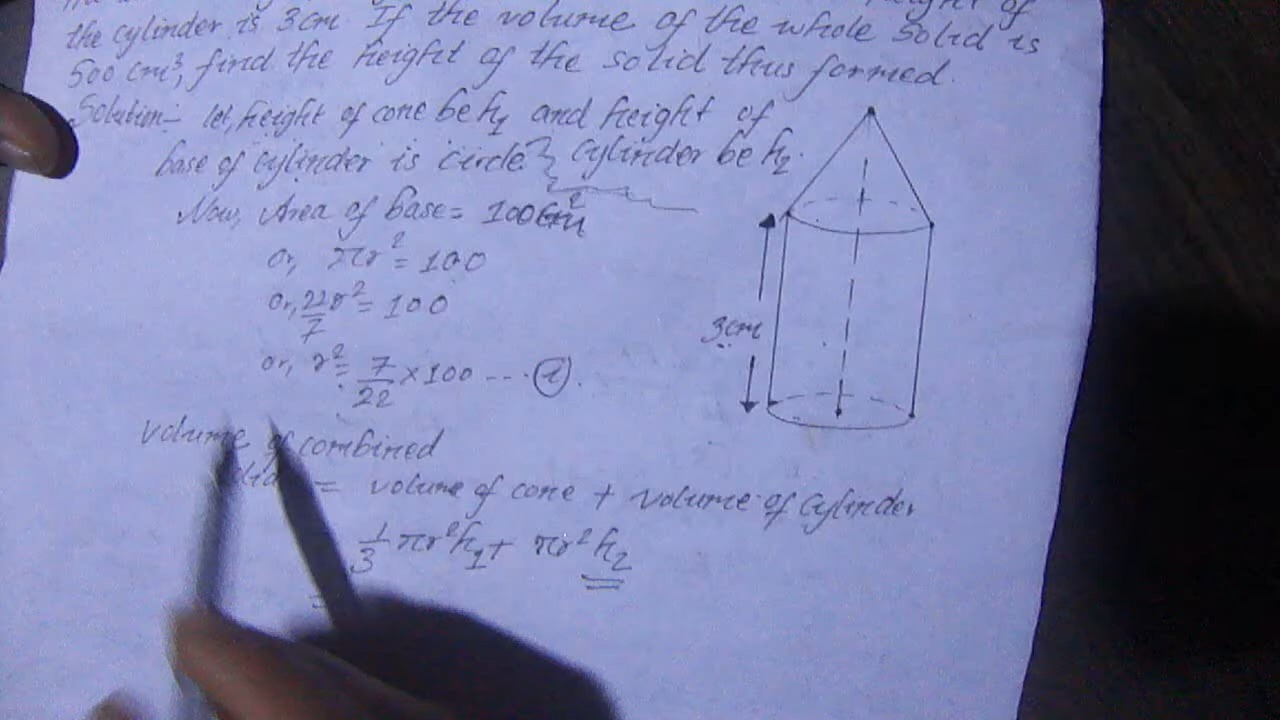 height of
the cylinder is 3cm. If the volume of the whole solid is
500 cm³, find the height of the solid thus formed.
Solution:- let, height of cone be h₁ and height of
base of cylinder is circle } cylinder be h₂.
Now, Area of base = 100cm²
or, πr² = 100
or, 22/7 r² = 100
or, r² = 7/22 × 100 --- (i).
3cm
volume of combined
= volume of cone + volume of cylinder
1/3 πr²h₁ + πr²h₂
=